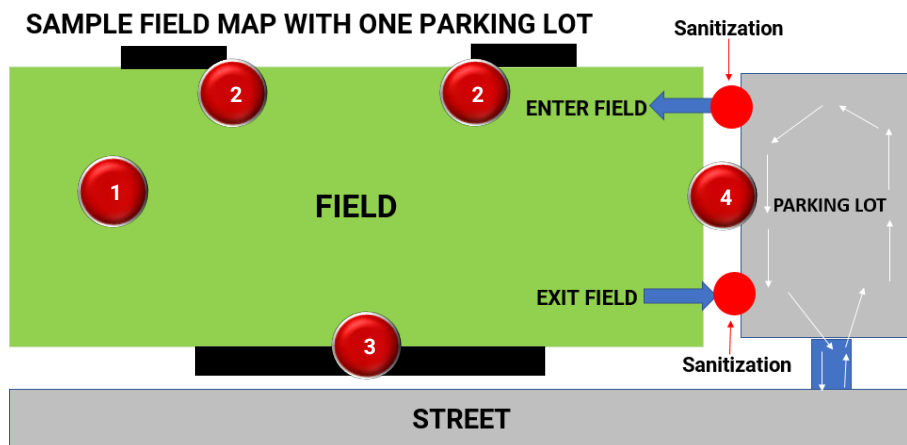 SAMPLE FIELD MAP WITH ONE PARKING LOT
Sanitization
2
2
ENTER FIELD
1
FIELD
4
PARKING LOT
EXIT FIELD
3
Sanitization
STREET